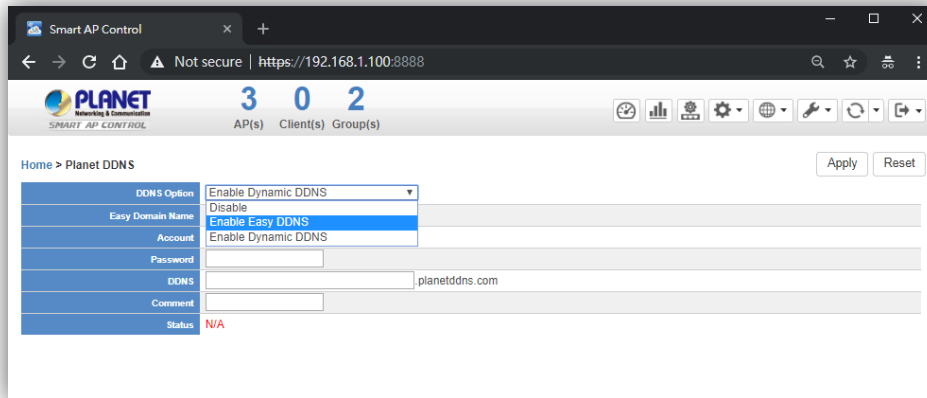 Smart AP Control
Not secure | https://192.168.1.100:8888
PLANET
Networking & Communication
SMART AP CONTROL
3 0 2
AP(s) Client(s) Group(s)
Home > Planet DDNS
Apply Reset
DDNS Option Enable Dynamic DDNS
Disable
Easy Domain Name Enable Easy DDNS
Account Enable Dynamic DDNS
Password
DDNS .planetddns.com
Comment
Status N/A